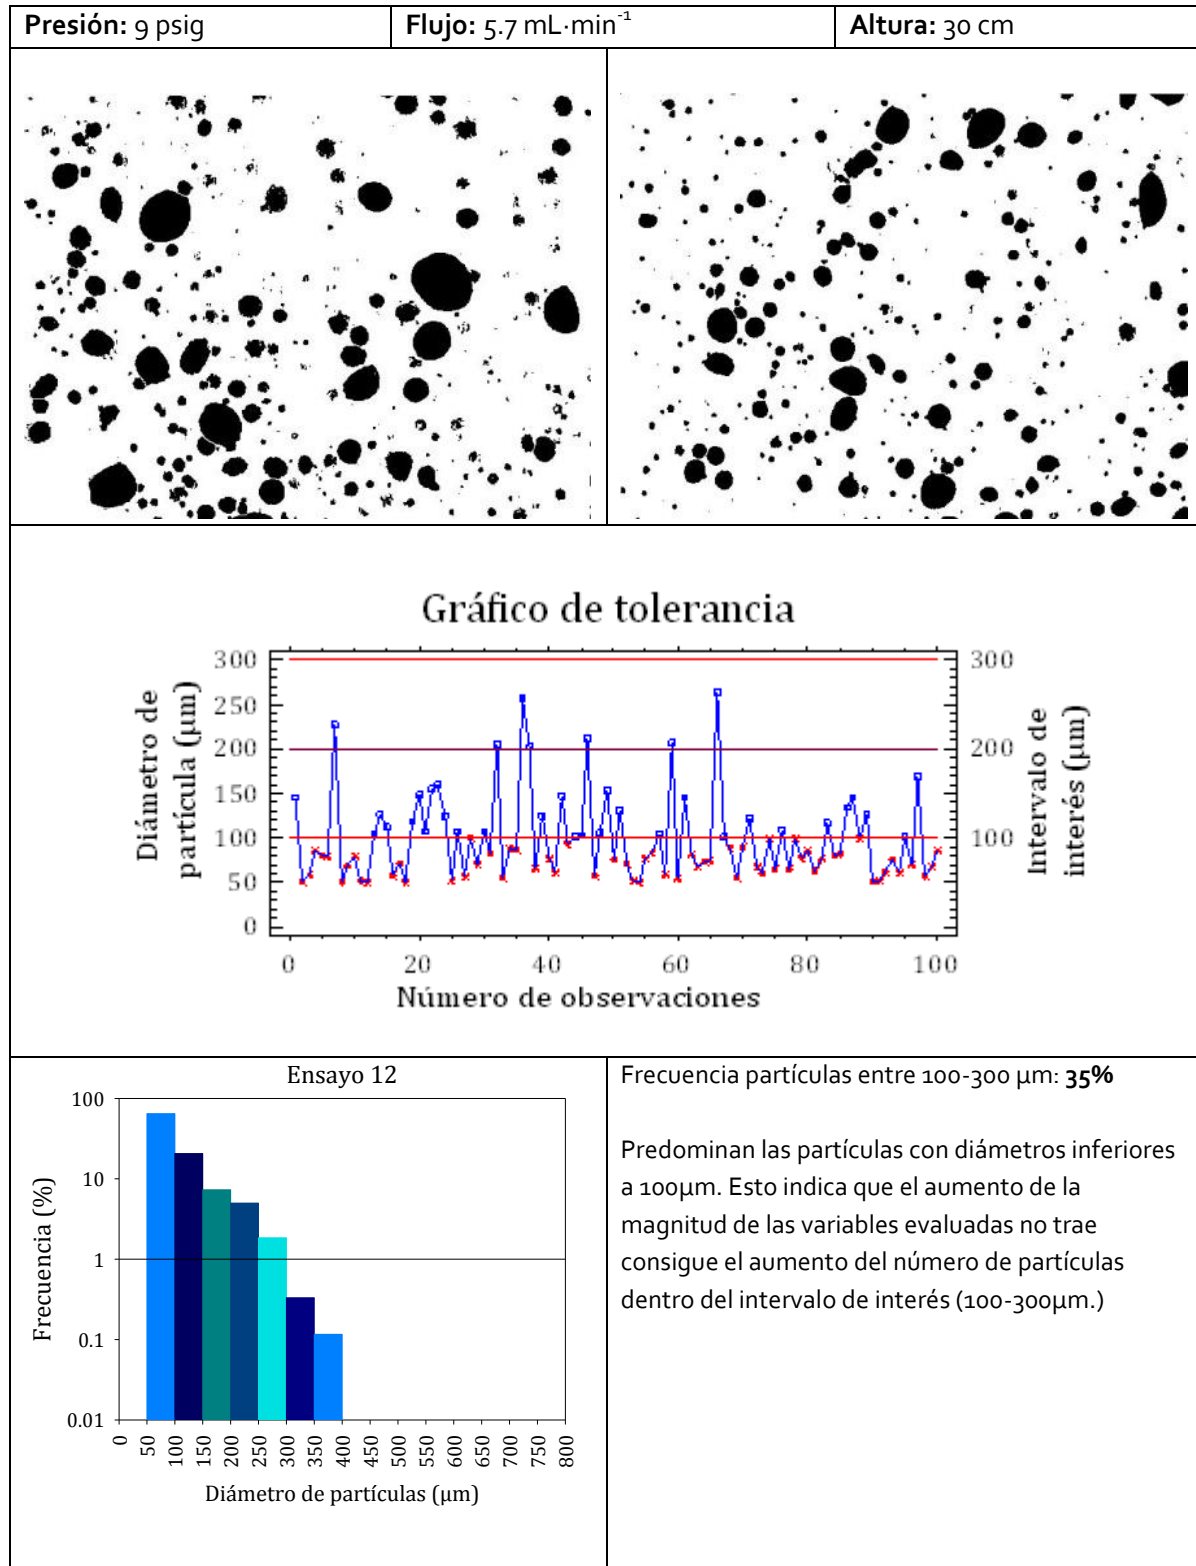 Presión: 9 psig
Flujo: 5.7 mL·min⁻¹
Altura: 30 cm
Gráfico de tolerancia
Diámetro de
partícula (µm)
300
250
200
150
100
50
0
300
200
100
Intervalo de
interés (µm)
0 20 40 60 80 100
Número de observaciones
Ensayo 12
Frecuencia (%)
100
10
1
0.1
0.01
0 50 100 150 200 250 300 350 400 450 500 550 600 650 700 750 800
Diámetro de partículas (µm)
Frecuencia partículas entre 100-300 µm: 35%
Predominan las partículas con diámetros inferiores
a 100µm. Esto indica que el aumento de la
magnitud de las variables evaluadas no trae
consigue el aumento del número de partículas
dentro del intervalo de interés (100-300µm.)